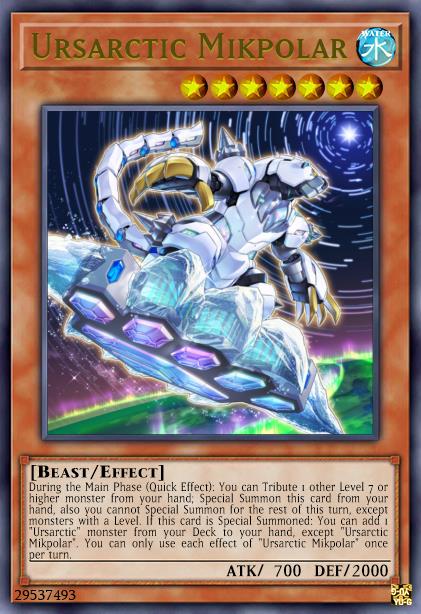 URSARCTIC MIKPOLAR
WATER
水
[BEAST/EFFECT]
During the Main Phase (Quick Effect): You can Tribute 1 other Level 7 or
higher monster from your hand; Special Summon this card from your
hand, also you cannot Special Summon for the rest of this turn, except
monsters with a Level. If this card is Special Summoned: You can add 1
"Ursarctic" monster from your Deck to your hand, except "Ursarctic
Mikpolar". You can only use each effect of "Ursarctic Mikpolar" once
per turn.
ATK/ 700 DEF/2000
29537493